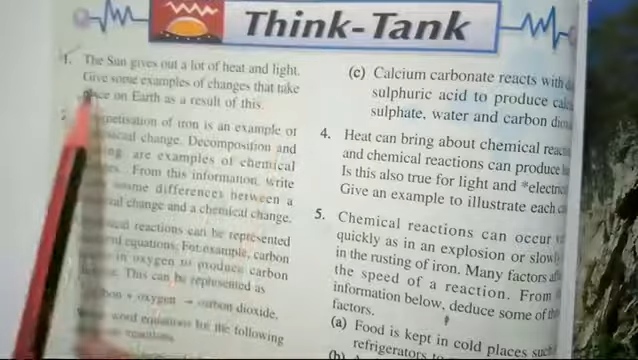 Think-Tank
1. The Sun gives out a lot of heat and light.
Give some examples of changes that take
place on Earth as a result of this.
of iron is an example of
change. Decomposition and
are examples of chemical
From this information, write
some differences between a
change and a chemical change.
reactions can be represented
equations. For example, carbon
in oxygen to produce carbon
This can be represented as
+ oxygen → carbon dioxide.
word equations for the following
(c) Calcium carbonate reacts with
sulphuric acid to produce
sulphate, water and carbon
4. Heat can bring about chemical
and chemical reactions can produce
Is this also true for light and
Give an example to illustrate each
5. Chemical reactions can occur
quickly as in an explosion or
in the rusting of iron. Many factors
the speed of a reaction. From
information below, deduce some of
factors.
(a) Food is kept in cold places
refrigerators
(b)